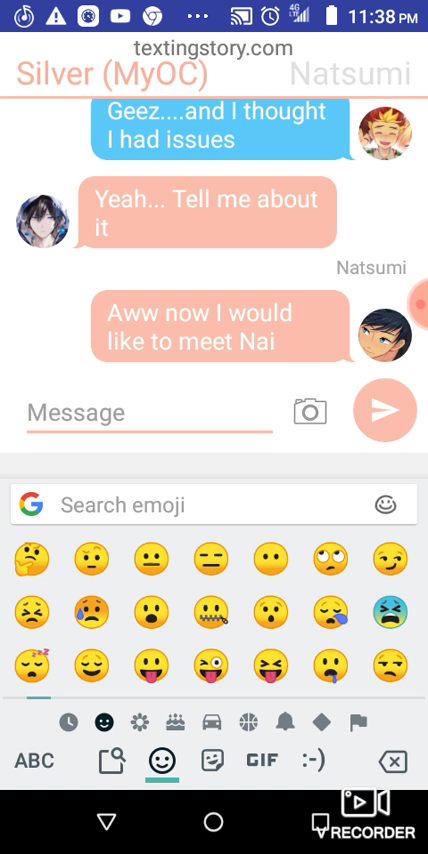 4G
LTE
11:38 PM
textingstory.com
Silver (MyOC) Natsumi
Geez....and I thought
I had issues
Yeah... Tell me about
it
Natsumi
Aww now I would
like to meet Nai
Message
G Search emoji
ABC GIF :-)
RECORDER